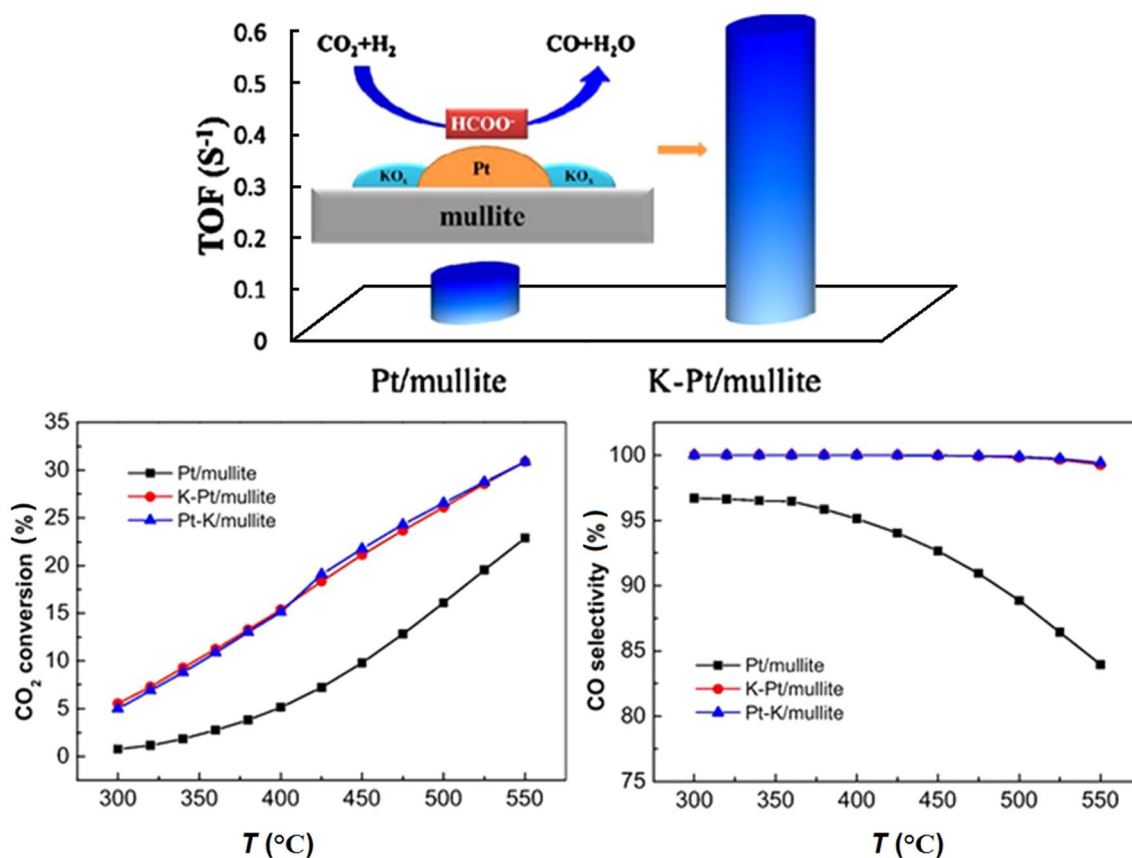 0.6
0.5
0.4
0.3
0.2
0.1
0
TOF (S⁻¹)
CO₂+H₂
CO+H₂O
HCOO⁻
Pt
KOₓ
KOₓ
mullite
Pt/mullite
K-Pt/mullite
35
30
25
20
15
10
5
0
CO₂ conversion (%)
Pt/mullite
K-Pt/mullite
Pt-K/mullite
300 350 400 450 500 550
T (°C)
100
95
90
85
80
75
CO selectivity (%)
Pt/mullite
K-Pt/mullite
Pt-K/mullite
300 350 400 450 500 550
T (°C)